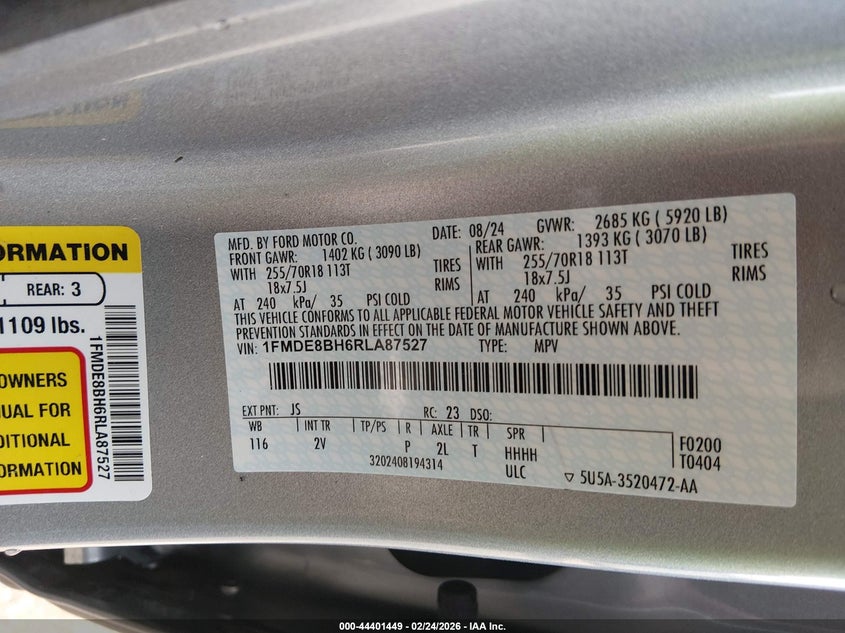 ORMATION
REAR: 3
1109 lbs.
OWNERS
NUAL FOR
DITIONAL
ORMATION
1FMDE8BH6RLA87527
MFD. BY FORD MOTOR CO. DATE: 08/24 GVWR: 2685 KG ( 5920 LB)
FRONT GAWR: 1402 KG ( 3090 LB) REAR GAWR: 1393 KG ( 3070 LB)
WITH 255/70R18 113T TIRES WITH 255/70R18 113T TIRES
18x7.5J RIMS 18x7.5J RIMS
AT 240 kPa/ 35 PSI COLD AT 240 kPa/ 35 PSI COLD
THIS VEHICLE CONFORMS TO ALL APPLICABLE FEDERAL MOTOR VEHICLE SAFETY AND THEFT
PREVENTION STANDARDS IN EFFECT ON THE DATE OF MANUFACTURE SHOWN ABOVE.
VIN: 1FMDE8BH6RLA87527 TYPE: MPV
EXT PNT: JS RC: 23 DSO:
WB INT TR TP/PS R AXLE TR SPR
116 2V P 2L T HHHH
ULC
F0200
T0404
3202408194314
5U5A-3520472-AA
000-44401449 - 02/24/2026 - IAA Inc.